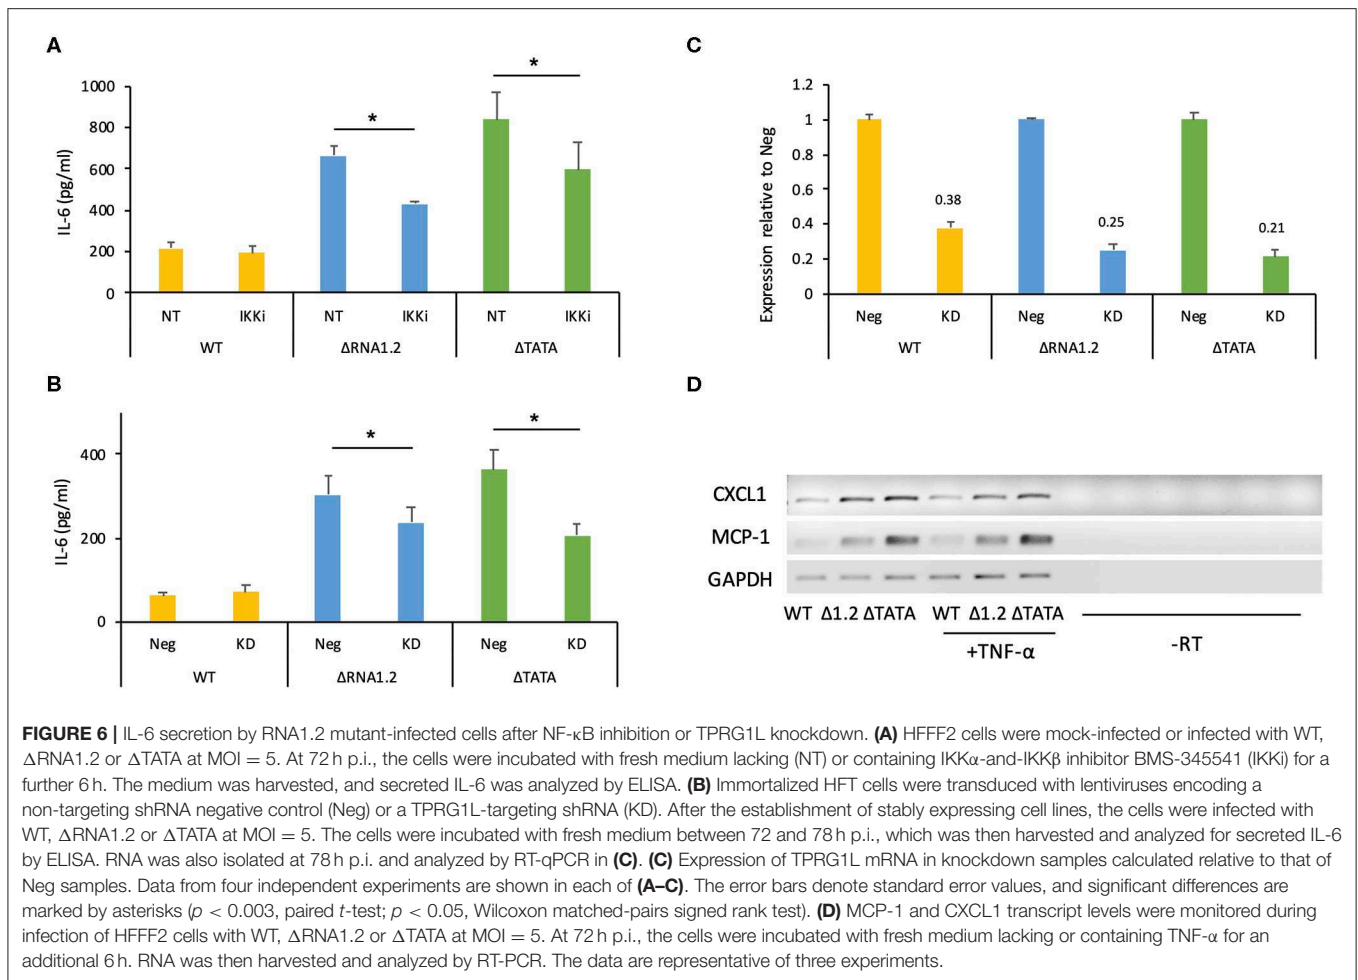 A
IL-6 (pg/ml)
1000
800
600
400
200
0
*
*
NT IKKi NT IKKi NT IKKi
WT ΔRNA1.2 ΔTATA
B
IL-6 (pg/ml)
400
200
0
*
*
Neg KD Neg KD Neg KD
WT ΔRNA1.2 ΔTATA
C
Expression relative to Neg
1.2
1
0.8
0.6
0.4
0.2
0
0.38
0.25
0.21
Neg KD Neg KD Neg KD
WT ΔRNA1.2 ΔTATA
D
CXCL1
MCP-1
GAPDH
WT Δ1.2 ΔTATA WT Δ1.2 ΔTATA
+TNF-α
-RT
FIGURE 6 | IL-6 secretion by RNA1.2 mutant-infected cells after NF-κB inhibition or TPRG1L knockdown. (A) HFFF2 cells were mock-infected or infected with WT,
ΔRNA1.2 or ΔTATA at MOI = 5. At 72 h p.i., the cells were incubated with fresh medium lacking (NT) or containing IKKα-and-IKKβ inhibitor BMS-345541 (IKKi) for a
further 6 h. The medium was harvested, and secreted IL-6 was analyzed by ELISA. (B) Immortalized HFT cells were transduced with lentiviruses encoding a
non-targeting shRNA negative control (Neg) or a TPRG1L-targeting shRNA (KD). After the establishment of stably expressing cell lines, the cells were infected with
WT, ΔRNA1.2 or ΔTATA at MOI = 5. The cells were incubated with fresh medium between 72 and 78 h p.i., which was then harvested and analyzed for secreted IL-6
by ELISA. RNA was also isolated at 78 h p.i. and analyzed by RT-qPCR in (C). (C) Expression of TPRG1L mRNA in knockdown samples calculated relative to that of
Neg samples. Data from four independent experiments are shown in each of (A–C). The error bars denote standard error values, and significant differences are
marked by asterisks (p < 0.003, paired t-test; p < 0.05, Wilcoxon matched-pairs signed rank test). (D) MCP-1 and CXCL1 transcript levels were monitored during
infection of HFFF2 cells with WT, ΔRNA1.2 or ΔTATA at MOI = 5. At 72 h p.i., the cells were incubated with fresh medium lacking or containing TNF-α for an
additional 6 h. RNA was then harvested and analyzed by RT-PCR. The data are representative of three experiments.